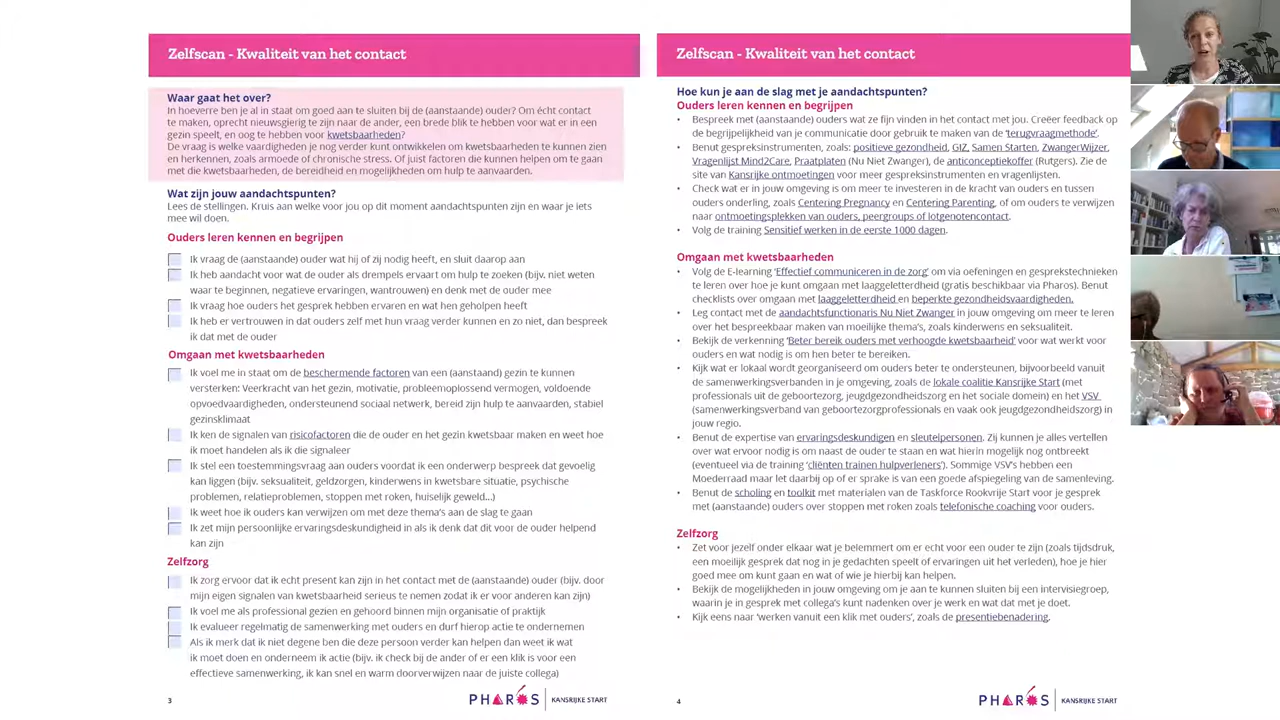 Zelfscan - Kwaliteit van het contact
Waar gaat het over?
In hoeverre ben je al in staat om goed aan te sluiten bij de (aanstaande) ouder? Om écht contact
te maken, oprecht nieuwsgierig te zijn naar de ander, een brede blik te hebben voor wat er in een
gezin speelt, en oog te hebben voor kwetsbaarheden?
De vraag is welke vaardigheden je nog verder kunt ontwikkelen om kwetsbaarheden te kunnen zien
en herkennen, zoals armoede of chronische stress. Of juist factoren die kunnen helpen om te gaan
met die kwetsbaarheden, de bereidheid en mogelijkheden om hulp te aanvaarden.
Wat zijn jouw aandachtspunten?
Lees de stellingen. Kruis aan welke voor jou op dit moment aandachtspunten zijn en waar je iets
mee wil doen.
Ouders leren kennen en begrijpen
Ik vraag de (aanstaande) ouder wat hij of zij nodig heeft, en sluit daarop aan
Ik heb aandacht voor wat de ouder als drempels ervaart om hulp te zoeken (bijv. niet weten
waar te beginnen, negatieve ervaringen, wantrouwen) en denk met de ouder mee
Ik vraag hoe ouders het gesprek hebben ervaren en wat hen geholpen heeft
Ik heb er vertrouwen in dat ouders zelf met hun vraag verder kunnen en zo niet, dan bespreek
ik dat met de ouder
Omgaan met kwetsbaarheden
Ik voel me in staat om de beschermende factoren van een (aanstaand) gezin te kunnen
versterken: Veerkracht van het gezin, motivatie, probleemoplossend vermogen, voldoende
opvoedvaardigheden, ondersteunend sociaal netwerk, bereid zijn hulp te aanvaarden, stabiel
gezinsklimaat
Ik ken de signalen van risicofactoren die de ouder en het gezin kwetsbaar maken en weet hoe
ik moet handelen als ik die signaleer
Ik stel een toestemmingsvraag aan ouders voordat ik een onderwerp bespreek dat gevoelig
kan liggen (bijv. seksualiteit, geldzorgen, kinderwens in kwetsbare situatie, psychische
problemen, relatieproblemen, stoppen met roken, huiselijk geweld...)
Ik weet hoe ik ouders kan verwijzen om met deze thema's aan de slag te gaan
Ik zet mijn persoonlijke ervaringsdeskundigheid in als ik denk dat dit voor de ouder helpend
kan zijn
Zelfzorg
Ik zorg ervoor dat ik echt present kan zijn in het contact met de (aanstaande) ouder (bijv. door
mijn eigen signalen van kwetsbaarheid serieus te nemen zodat ik er voor anderen kan zijn)
Ik voel me als professional gezien en gehoord binnen mijn organisatie of praktijk
Ik evalueer regelmatig de samenwerking met ouders en durf hierop actie te ondernemen
Als ik merk dat ik niet degene ben die deze persoon verder kan helpen dan weet ik wat
ik moet doen en onderneem ik actie (bijv. ik check bij de ander of er een klik is voor een
effectieve samenwerking, ik kan snel en warm doorverwijzen naar de juiste collega)
3
PHAROS KANSRIJKE START
Zelfscan - Kwaliteit van het contact
Hoe kun je aan de slag met je aandachtspunten?
Ouders leren kennen en begrijpen
• Bespreek met (aanstaande) ouders wat ze fijn vinden in het contact met jou. Creëer feedback op
de begrijpelijkheid van je communicatie door gebruik te maken van de 'terugvraagmethode'.
• Benut gespreksinstrumenten, zoals: positieve gezondheid, GIZ, Samen Starten, ZwangerWijzer,
Vragenlijst Mind2Care, Praatplaten (Nu Niet Zwanger), de anticonceptiekoffer (Rutgers). Zie de
site van Kansrijke ontmoetingen voor meer gespreksinstrumenten en vragenlijsten.
• Check wat er in jouw omgeving is om meer te investeren in de kracht van ouders en tussen
ouders onderling, zoals Centering Pregnancy en Centering Parenting, of om ouders te verwijzen
naar ontmoetingsplekken van ouders, peergroups of lotgenotencontact.
• Volg de training Sensitief werken in de eerste 1000 dagen.
Omgaan met kwetsbaarheden
• Volg de E-learning 'Effectief communiceren in de zorg' om via oefeningen en gesprekstechnieken
te leren over hoe je kunt omgaan met laaggeletterdheid (gratis beschikbaar via Pharos). Benut
checklists over omgaan met laaggeletterdheid en beperkte gezondheidsvaardigheden.
• Leg contact met de aandachtsfunctionaris Nu Niet Zwanger in jouw omgeving om meer te leren
over het bespreekbaar maken van moeilijke thema's, zoals kinderwens en seksualiteit.
• Bekijk de verkenning 'Beter bereik ouders met verhoogde kwetsbaarheid' voor wat werkt voor
ouders en wat nodig is om hen beter te bereiken.
• Kijk wat er lokaal wordt georganiseerd om ouders beter te ondersteunen, bijvoorbeeld vanuit
de samenwerkingsverbanden in je omgeving, zoals de lokale coalitie Kansrijke Start (met
professionals uit de geboortezorg, jeugdgezondheidszorg en het sociale domein) en het VSV
(samenwerkingsverband van geboortezorgprofessionals en vaak ook jeugdgezondheidszorg) in
jouw regio.
• Benut de expertise van ervaringsdeskundigen en sleutelpersonen. Zij kunnen je alles vertellen
over wat ervoor nodig is om naast de ouder te staan en wat hierin mogelijk nog ontbreekt
(eventueel via de training 'cliënten trainen hulpverleners'). Sommige VSV's hebben een
Moederraad maar let daarbij op of er sprake is van een goede afspiegeling van de samenleving.
• Benut de scholing en toolkit met materialen van de Taskforce Rookvrije Start voor je gesprek
met (aanstaande) ouders over stoppen met roken zoals telefonische coaching voor ouders.
Zelfzorg
• Zet voor jezelf onder elkaar wat je belemmert om er echt voor een ouder te zijn (zoals tijdsdruk,
een moeilijk gesprek dat nog in je gedachten speelt of ervaringen uit het verleden), hoe je hier
goed mee om kunt gaan en wat of wie je hierbij kan helpen.
• Bekijk de mogelijkheden in jouw omgeving om je aan te kunnen sluiten bij een intervisiegroep,
waarin je in gesprek met collega's kunt nadenken over je werk en wat dat met je doet.
• Kijk eens naar 'werken vanuit een klik met ouders', zoals de presentiebenadering.
4
PHAROS KANSRIJKE START